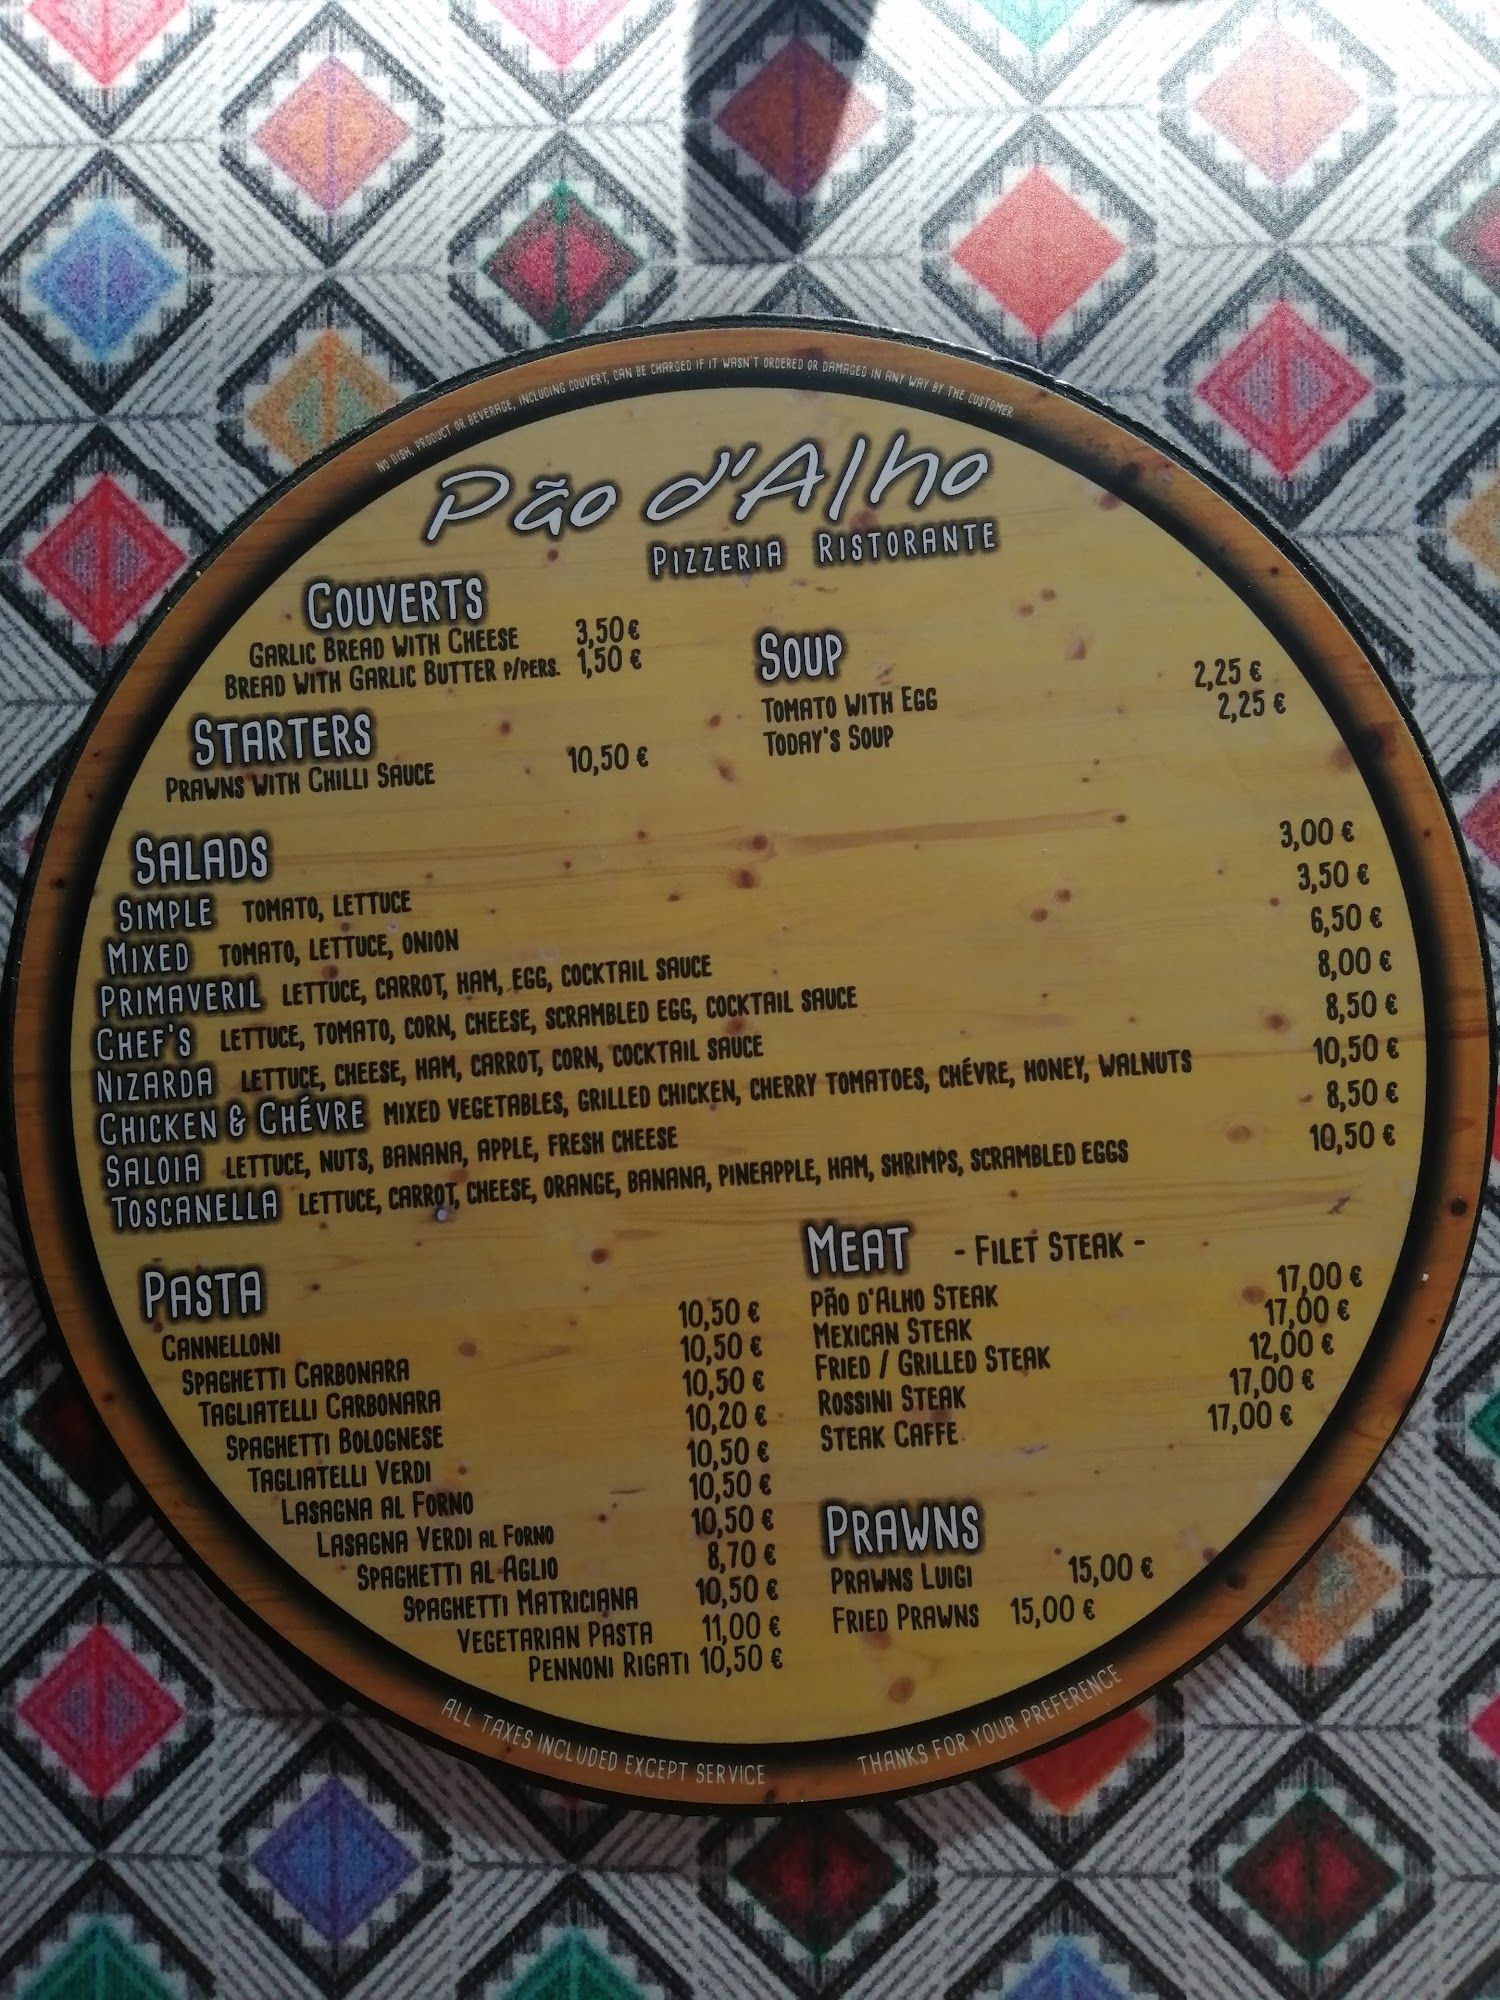 NO DISH, PRODUCT OR BEVERAGE, INCLUDING COUVERT, CAN BE CHARGED IF IT WASN'T ORDERED OR DAMAGED IN ANY WAY BY THE CUSTOMER
Pão d'Alho
PIZZERIA RISTORANTE
COUVERTS
GARLIC BREAD WITH CHEESE 3,50 €
BREAD WITH GARLIC BUTTER P/PERS. 1,50 €
STARTERS
PRAWNS WITH CHILLI SAUCE 10,50 €
SOUP
TOMATO WITH EGG 2,25 €
TODAY'S SOUP 2,25 €
SALADS
SIMPLE TOMATO, LETTUCE 3,00 €
MIXED TOMATO, LETTUCE, ONION 3,50 €
PRIMAVERIL LETTUCE, CARROT, HAM, EGG, COCKTAIL SAUCE 6,50 €
CHEF'S LETTUCE, TOMATO, CORN, CHEESE, SCRAMBLED EGG, COCKTAIL SAUCE 8,00 €
NIZARDA LETTUCE, CHEESE, HAM, CARROT, CORN, COCKTAIL SAUCE 8,50 €
CHICKEN & CHÉVRE MIXED VEGETABLES, GRILLED CHICKEN, CHERRY TOMATOES, CHÉVRE, HONEY, WALNUTS 10,50 €
SALOIA LETTUCE, NUTS, BANANA, APPLE, FRESH CHEESE 8,50 €
TOSCANELLA LETTUCE, CARROT, CHEESE, ORANGE, BANANA, PINEAPPLE, HAM, SHRIMPS, SCRAMBLED EGGS 10,50 €
PASTA
CANNELLONI 10,50 €
SPAGHETTI CARBONARA 10,50 €
TAGLIATELLI CARBONARA 10,50 €
SPAGHETTI BOLOGNESE 10,20 €
TAGLIATELLI VERDI 10,50 €
LASAGNA AL FORNO 10,50 €
LASAGNA VERDI AL FORNO 10,50 €
SPAGHETTI AL AGLIO 8,70 €
SPAGHETTI MATRICIANA 10,50 €
VEGETARIAN PASTA 11,00 €
PENNONI RIGATI 10,50 €
MEAT - FILET STEAK -
PÃO D'ALHO STEAK 17,00 €
MEXICAN STEAK 17,00 €
FRIED / GRILLED STEAK 12,00 €
ROSSINI STEAK 17,00 €
STEAK CAFFE 17,00 €
PRAWNS
PRAWNS LUIGI 15,00 €
FRIED PRAWNS 15,00 €
ALL TAXES INCLUDED EXCEPT SERVICE
THANKS FOR YOUR PREFERENCE